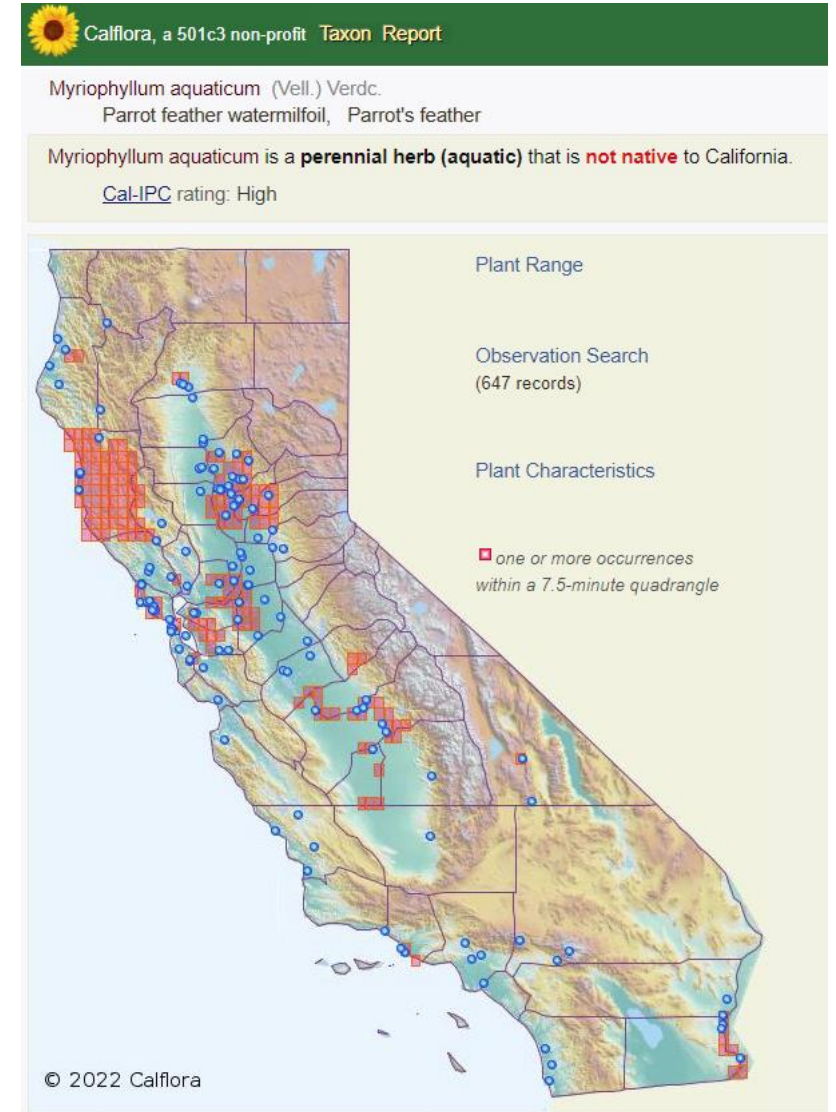 Calflora, a 501c3 non-profit Taxon Report
Myriophyllum aquaticum (Vell.) Verdc.
Parrot feather watermilfoil, Parrot's feather
Myriophyllum aquaticum is a perennial herb (aquatic) that is not native to California.
Cal-IPC rating: High
Plant Range
Observation Search
(647 records)
Plant Characteristics
one or more occurrences
within a 7.5-minute quadrangle
© 2022 Calflora